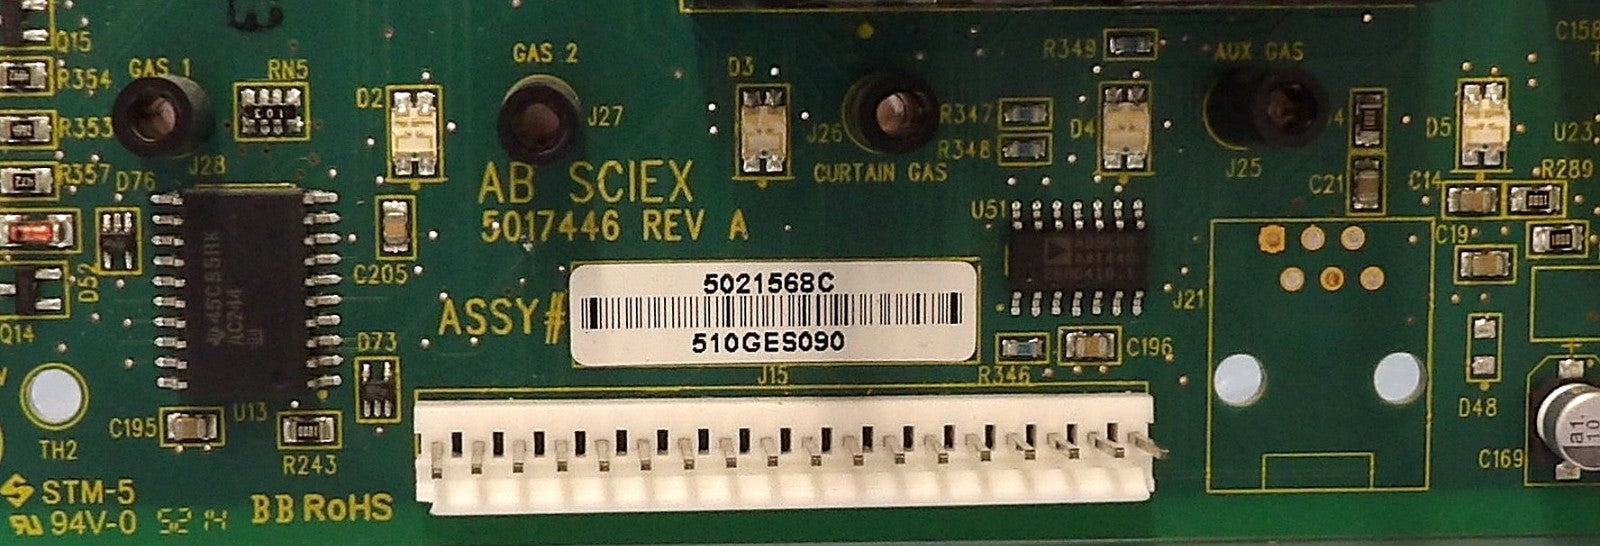 Q15
GAS 1
RN5
GAS 2
D3
R349
AUX GAS
C158
R354
D2
J27
J26
R347
D4
D5
U23
R353
R348
J28
CURTAIN GAS
J25
C21
C14
R289
R357
D76
AB SCIEX
5017446 REV A
U51
C19
D52
C205
ASSY#
5021568C
510GES090
J21
Q14
D73
J15
R346
C196
D48
C195
U13
R243
TH2
C169
STM-5
94V-0
5214
BB RoHS